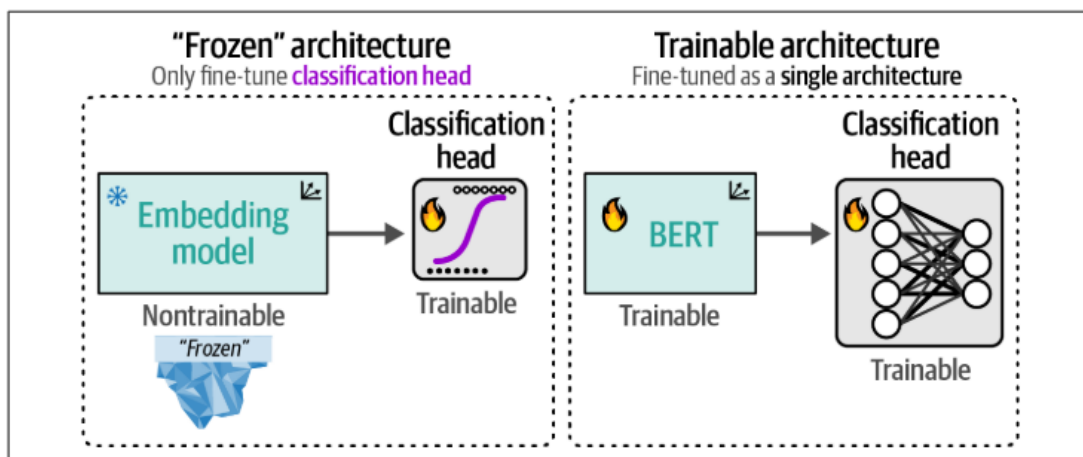 “Frozen” architecture
Only fine-tune classification head
Classification
head
Embedding
model
Nontrainable
“Frozen”
Trainable
Trainable architecture
Fine-tuned as a single architecture
Classification
head
BERT
Trainable
Trainable